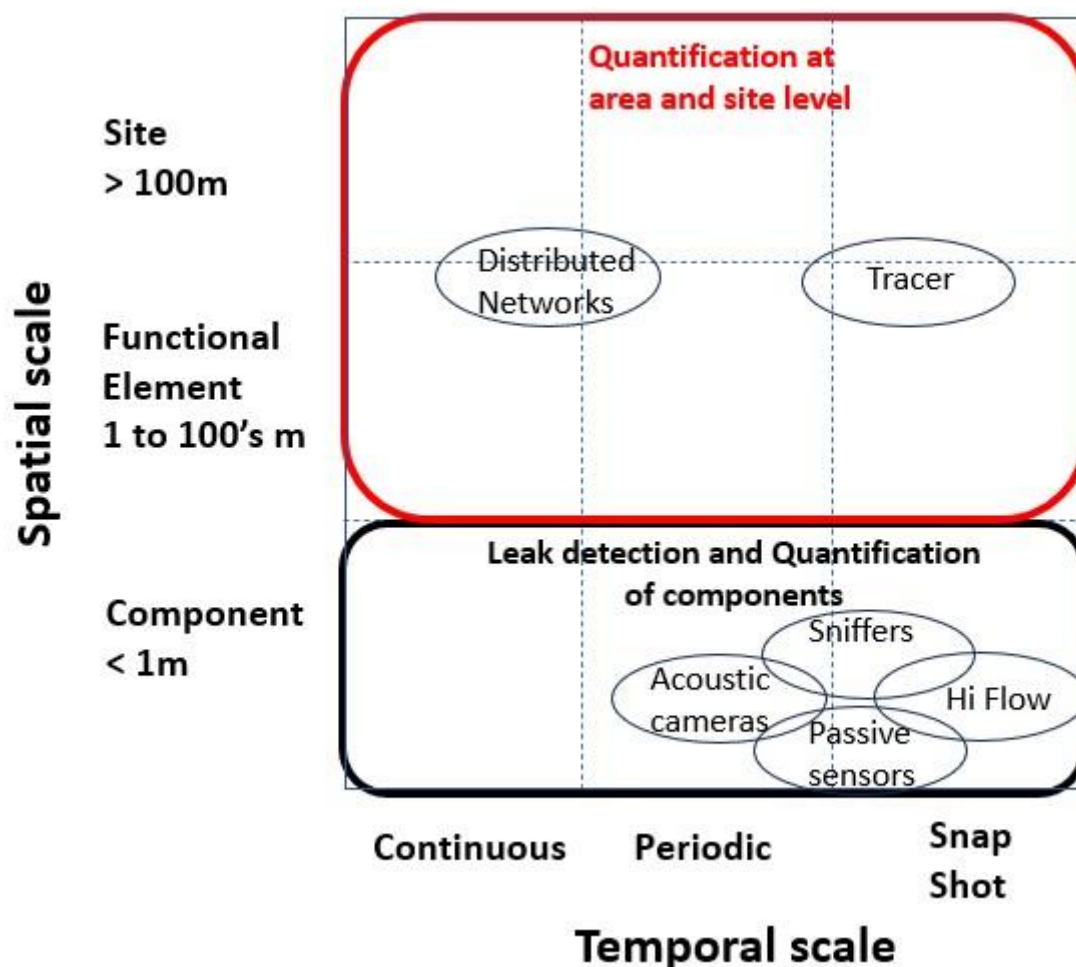 Quantification at
area and site level
Site
> 100m
Distributed
Networks
Tracer
Spatial scale
Functional
Element
1 to 100's m
Leak detection and Quantification
of components
Component
< 1m
Sniffers
Acoustic
cameras
Hi Flow
Passive
sensors
Continuous
Periodic
Snap
Shot
Temporal scale